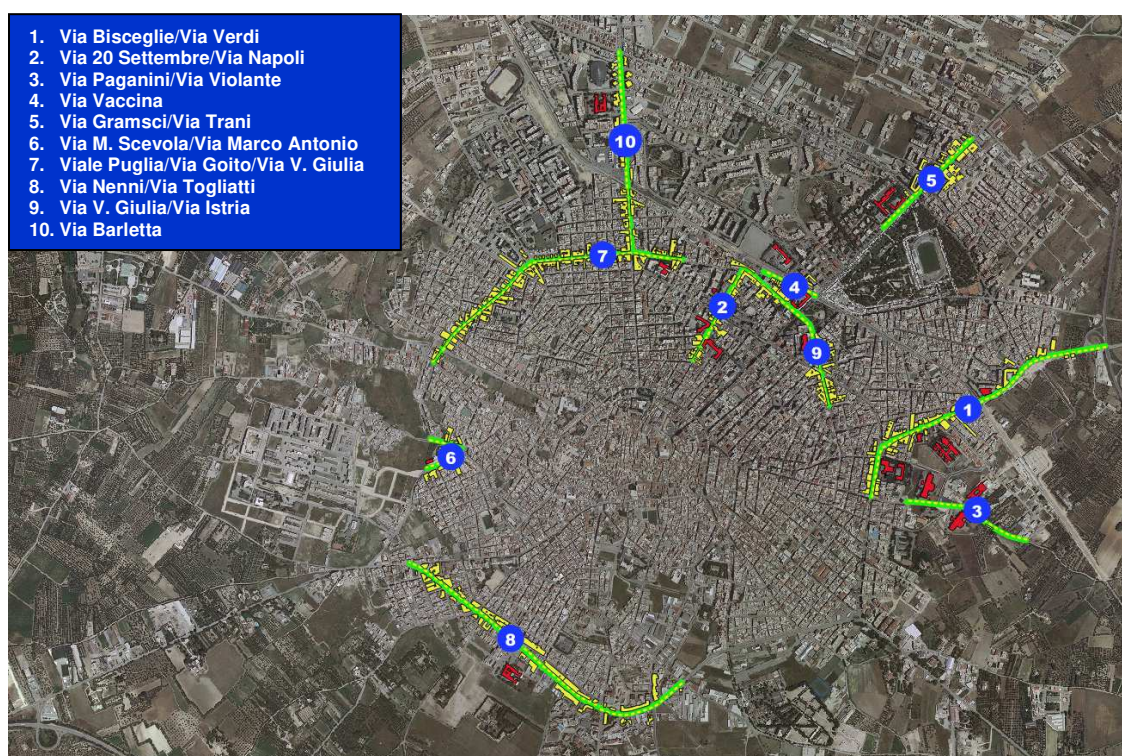 1. Via Bisceglie/Via Verdi
2. Via 20 Settembre/Via Napoli
3. Via Paganini/Via Violante
4. Via Vaccina
5. Via Gramsci/Via Trani
6. Via M. Scevola/Via Marco Antonio
7. Viale Puglia/Via Goito/Via V. Giulia
8. Via Nenni/Via Togliatti
9. Via V. Giulia/Via Istria
10. Via Barletta
10
5
7
4
2
9
1
6
3
8